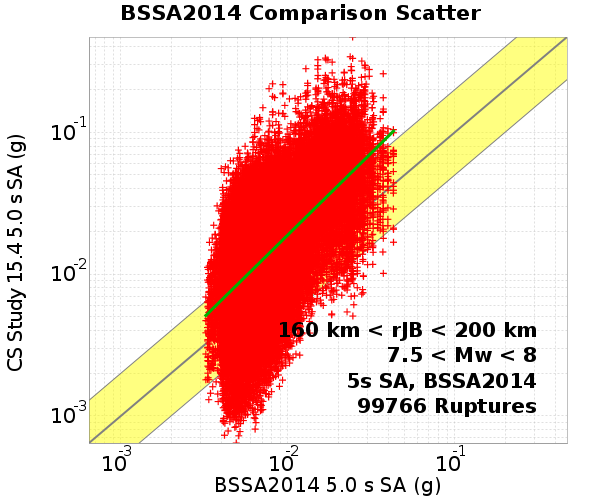 BSSA2014 Comparison Scatter
CS Study 15.4 5.0 s SA (g)
10-1
10-2
10-3
160 km < rJB < 200 km
7.5 < Mw < 8
5s SA, BSSA2014
99766 Ruptures
10-3 10-2 10-1
BSSA2014 5.0 s SA (g)